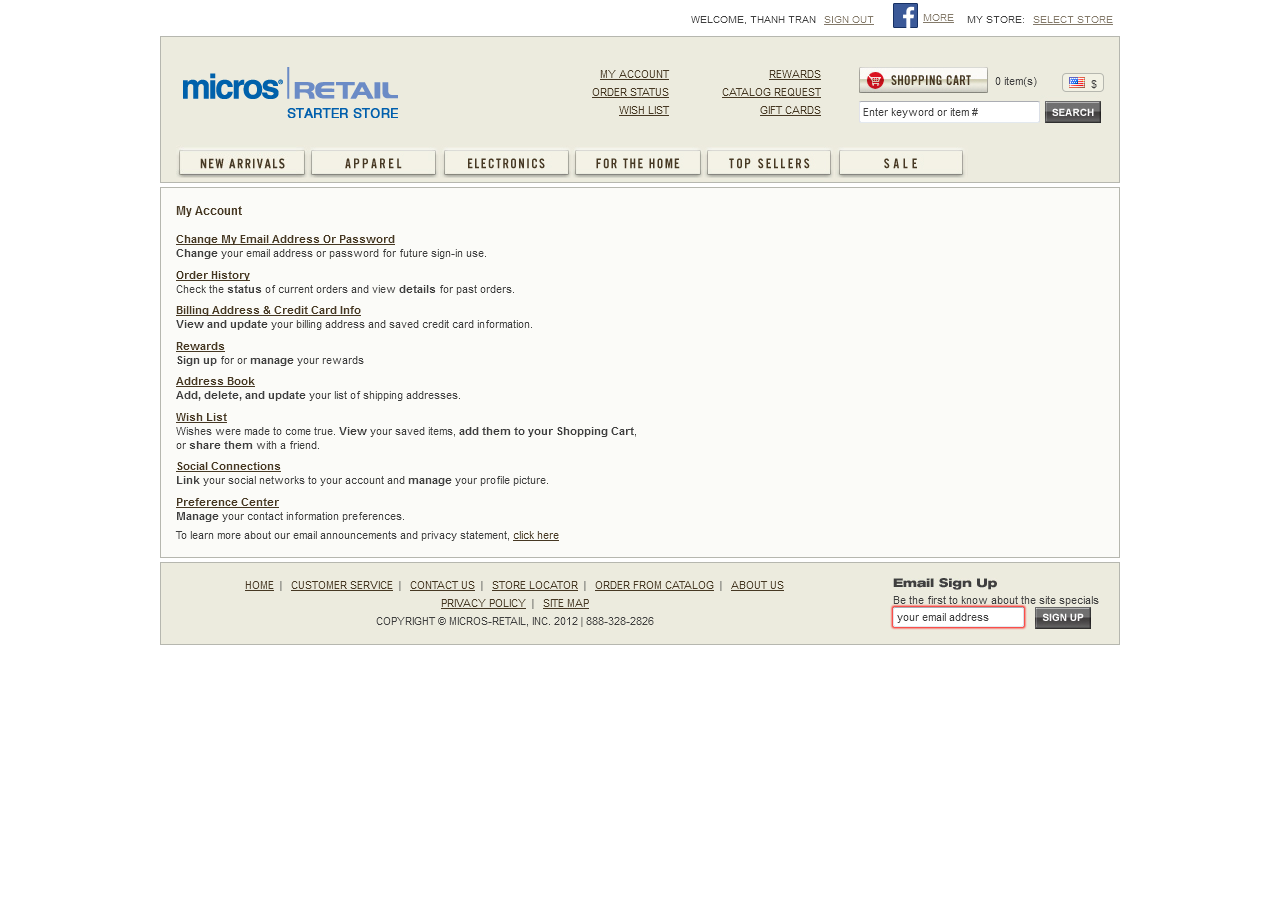 WELCOME, THANH TRAN SIGN OUT MORE MY STORE: SELECT STORE
micros RETAIL
STARTER STORE
MY ACCOUNT
ORDER STATUS
WISH LIST
REWARDS
CATALOG REQUEST
GIFT CARDS
SHOPPING CART 0 item(s) $
Enter keyword or item # SEARCH
NEW ARRIVALS APPAREL ELECTRONICS FOR THE HOME TOP SELLERS SALE
My Account
Change My Email Address Or Password
Change your email address or password for future sign-in use.
Order History
Check the status of current orders and view details for past orders.
Billing Address & Credit Card Info
View and update your billing address and saved credit card information.
Rewards
Sign up for or manage your rewards
Address Book
Add, delete, and update your list of shipping addresses.
Wish List
Wishes were made to come true. View your saved items, add them to your Shopping Cart,
or share them with a friend.
Social Connections
Link your social networks to your account and manage your profile picture.
Preference Center
Manage your contact information preferences.
To learn more about our email announcements and privacy statement, click here
HOME | CUSTOMER SERVICE | CONTACT US | STORE LOCATOR | ORDER FROM CATALOG | ABOUT US
PRIVACY POLICY | SITE MAP
COPYRIGHT © MICROS-RETAIL, INC. 2012 | 888-328-2826
Email Sign Up
Be the first to know about the site specials
your email address SIGN UP